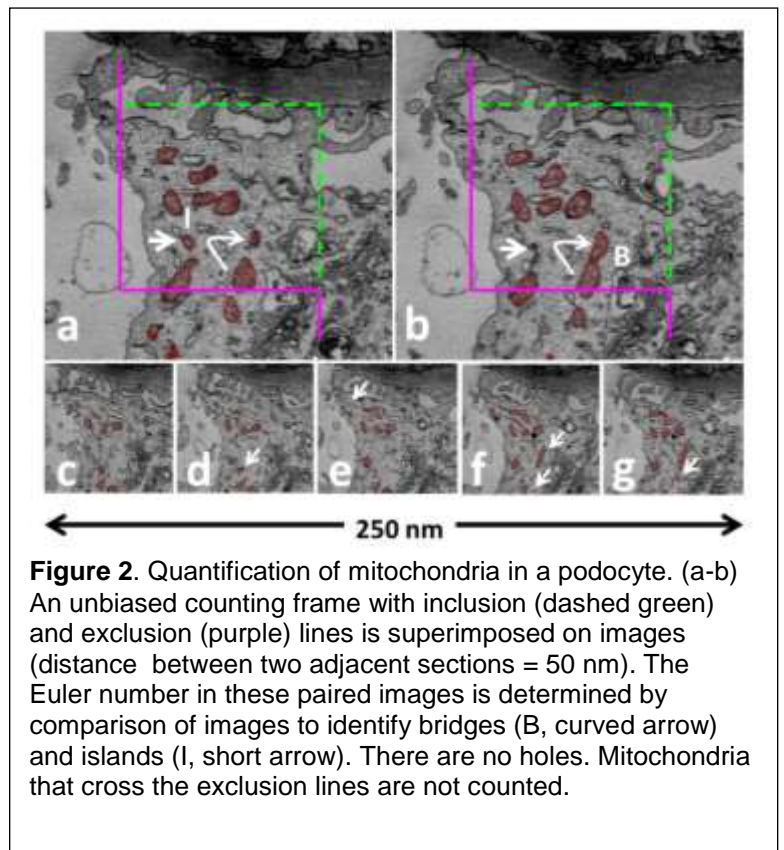 I
B
a
b
c
d
e
f
g
250 nm
Figure 2. Quantification of mitochondria in a podocyte. (a-b)
An unbiased counting frame with inclusion (dashed green)
and exclusion (purple) lines is superimposed on images
(distance between two adjacent sections = 50 nm). The
Euler number in these paired images is determined by
comparison of images to identify bridges (B, curved arrow)
and islands (I, short arrow). There are no holes. Mitochondria
that cross the exclusion lines are not counted.